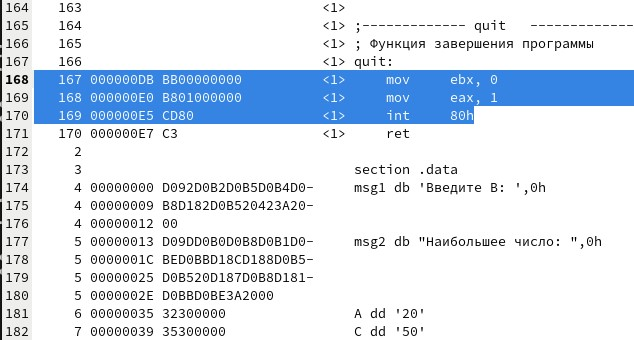 164 163 <1>
165 164 <1> ;------------- quit -------------
166 165 <1> ; Функция завершения программы
167 166 <1> quit:
168 167 000000DB BB00000000 <1> mov ebx, 0
169 168 000000E0 B801000000 <1> mov eax, 1
170 169 000000E5 CD80 <1> int 80h
171 170 000000E7 C3 <1> ret
172 2
173 3 section .data
174 4 00000000 D092D0B2D0B5D0B4D0- msg1 db 'Введите B: ',0h
175 4 00000009 B8D182D0B520423A20-
176 4 00000012 00
177 5 00000013 D09DD0B0D0B8D0B1D0- msg2 db "Наибольшее число: ",0h
178 5 0000001C BED0BBD18CD188D0B5-
179 5 00000025 D0B520D187D0B8D181-
180 5 0000002E D0BBD0BE3A2000
181 6 00000035 32300000 A dd '20'
182 7 00000039 35300000 C dd '50'